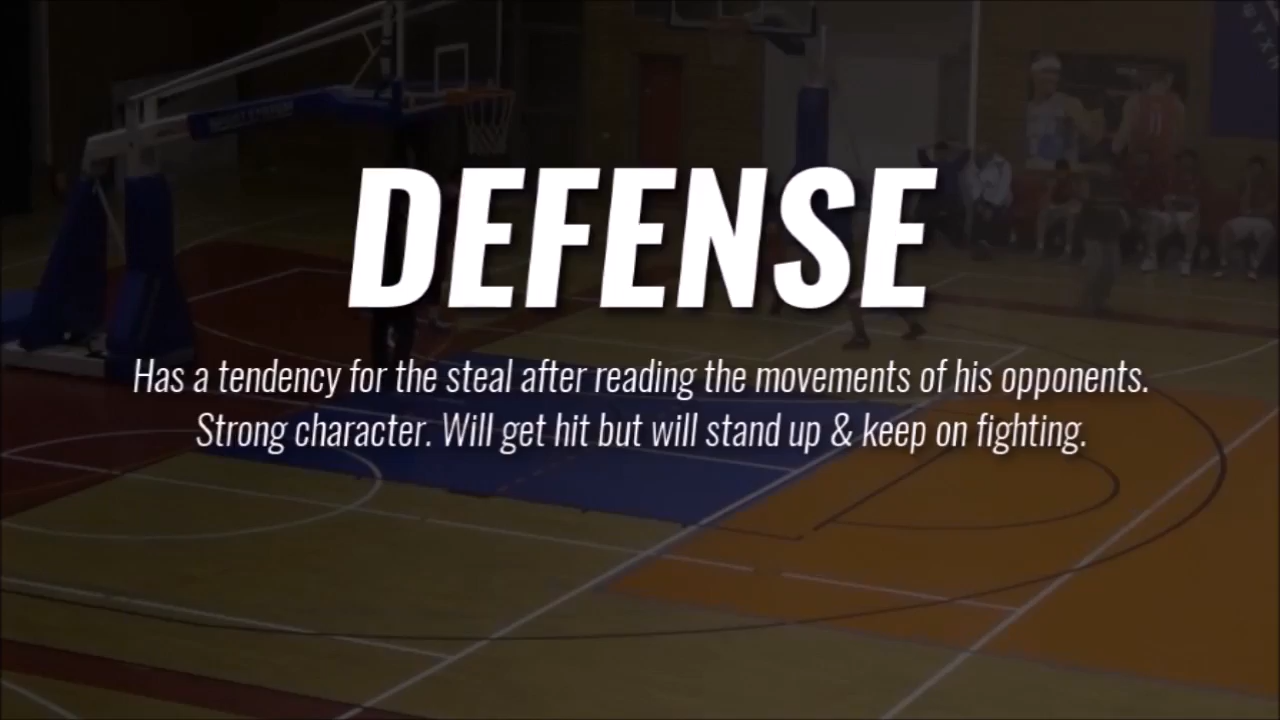 DEFENSE
Has a tendency for the steal after reading the movements of his opponents.
Strong character. Will get hit but will stand up & keep on fighting.
11